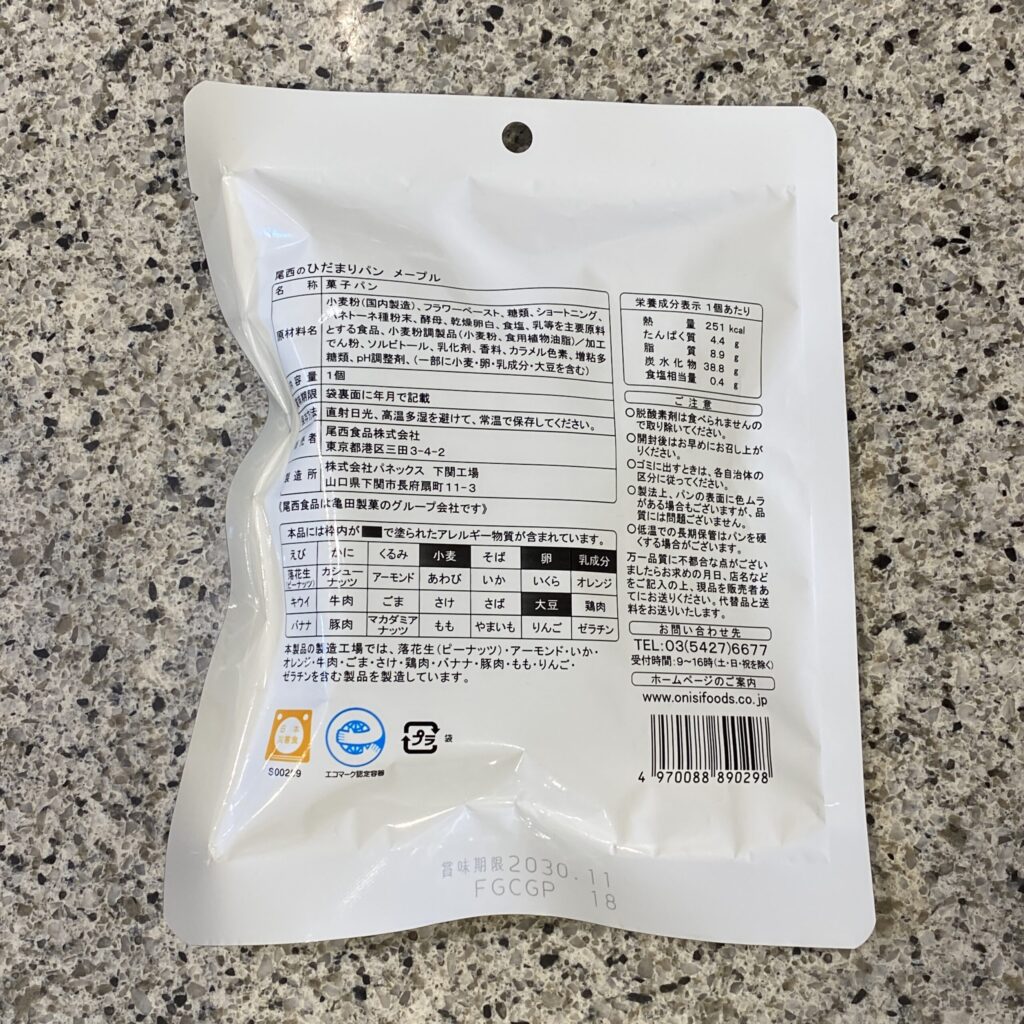 尾西のひだまりパン メープル
名 称 菓子パン
原材料名 小麦粉(国内製造)、フラワーペースト、糖類、ショートニング、
パネトーネ種粉末、酵母、乾燥卵白、食塩、乳等を主要原料
とする食品、小麦粉調製品(小麦粉、食用植物油脂)/加工
でん粉、ソルビトール、乳化剤、香料、カラメル色素、増粘多
糖類、pH調整剤、(一部に小麦・卵・乳成分・大豆を含む)
内容量 1個
期限 袋裏面に年月で記載
直射日光、高温多湿を避けて、常温で保存してください。
者 尾西食品株式会社
東京都港区三田3-4-2
製造所 株式会社パネックス 下関工場
山口県下関市長府扇町11-3
《尾西食品は亀田製菓のグループ会社です》
本品には枠内が■で塗られたアレルギー物質が含まれています。
えび かに くるみ 小麦 そば 卵 乳成分
落花生(ピーナッツ) カシューナッツ アーモンド あわび いか いくら オレンジ
キウイ 牛肉 ごま さけ さば 大豆 鶏肉
バナナ 豚肉 マカダミアナッツ もも やまいも りんご ゼラチン
本製品の製造工場では、落花生(ピーナッツ)・アーモンド・いか・
オレンジ・牛肉・ごま・さけ・鶏肉・バナナ・豚肉・もも・りんご・
ゼラチンを含む製品を製造しています。
日本
災害食
S00289
エコマーク認定容器
プラ 袋
栄養成分表示 1個あたり
熱量 251 kcal
たんぱく質 4.4 g
脂質 8.9 g
炭水化物 38.8 g
食塩相当量 0.4 g
ご注意
○脱酸素剤は食べられませんの
で取り除いてください。
○開封後はお早めにお召し上が
りください。
○ゴミに出すときは、各自治体の
区分に従ってください。
○製法上、パンの表面に色ムラ
がある場合もございますが、品
質には問題ございません。
○低温での長期保管はパンを硬
くする場合がございます。
万一品質に不都合な点がござい
ましたらお求めの月日、店名など
をご記入の上、現品を販売者あ
てにお送りください。代替品と送
料をお送りいたします。
お問い合わせ先
TEL:03(5427)6677
受付時間:9～16時(土・日・祝を除く)
ホームページのご案内
www.onisifoods.co.jp
4 970088 890298
賞味期限2030.11
FGCGP 18